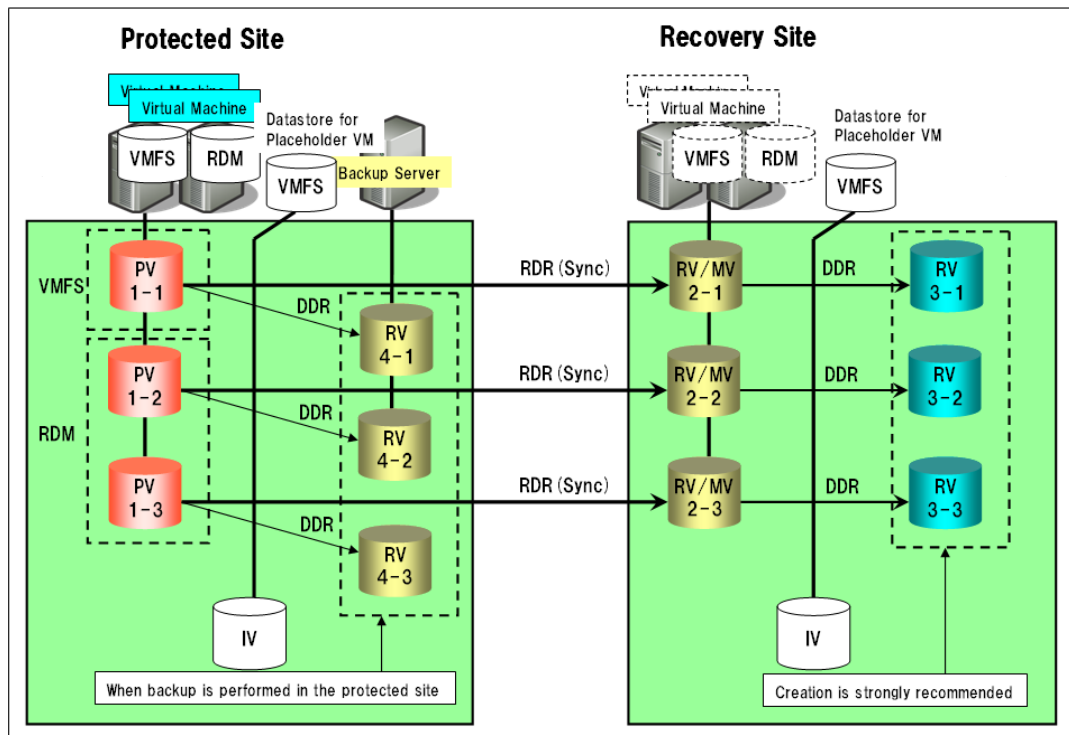 Protected Site
Recovery Site
Virtual Machine
Virtual Machine
VMFS
RDM
Datastore for
Placeholder VM
VMFS
Backup Server
Virtual Machine
Virtual Machine
VMFS
RDM
Datastore for
Placeholder VM
VMFS
VMFS
PV
1-1
RDR(Sync)
RV/MV
2-1
DDR
RV
3-1
DDR
RV
4-1
RDM
PV
1-2
RDR(Sync)
RV/MV
2-2
DDR
RV
3-2
DDR
RV
4-2
PV
1-3
RDR(Sync)
RV/MV
2-3
DDR
RV
3-3
DDR
RV
4-3
IV
IV
When backup is performed in the protected site
Creation is strongly recommended